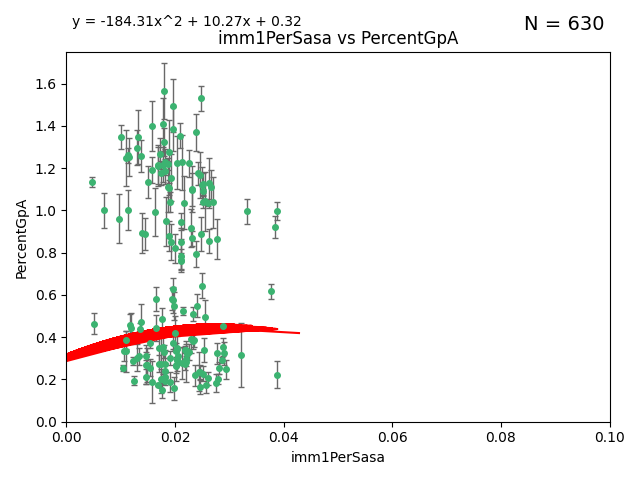 y = -184.31x^2 + 10.27x + 0.32
N = 630
imm1PerSasa vs PercentGpA
PercentGpA
1.6
1.4
1.2
1.0
0.8
0.6
0.4
0.2
0.0
0.00 0.02 0.04 0.06 0.08 0.10
imm1PerSasa